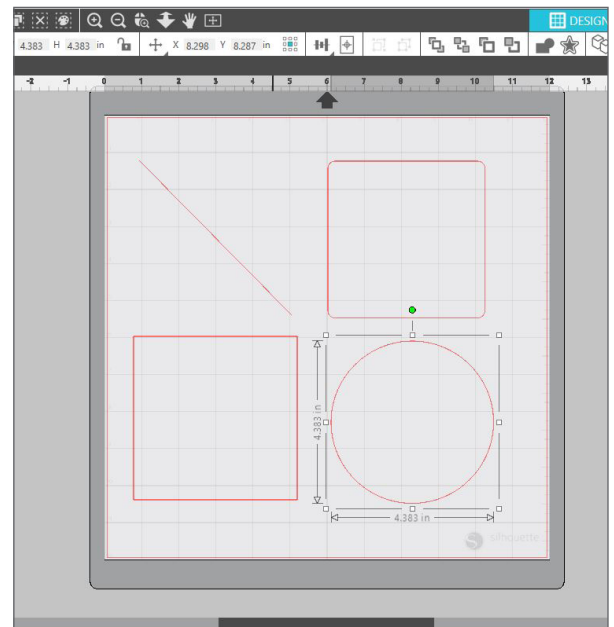 DESIGN
4.383 H 4.383 in X 8.298 Y 8.287 in
-2 -1 0 1 2 3 4 5 6 7 8 9 10 11 12 13
4.383 in
4.383 in
silhouette